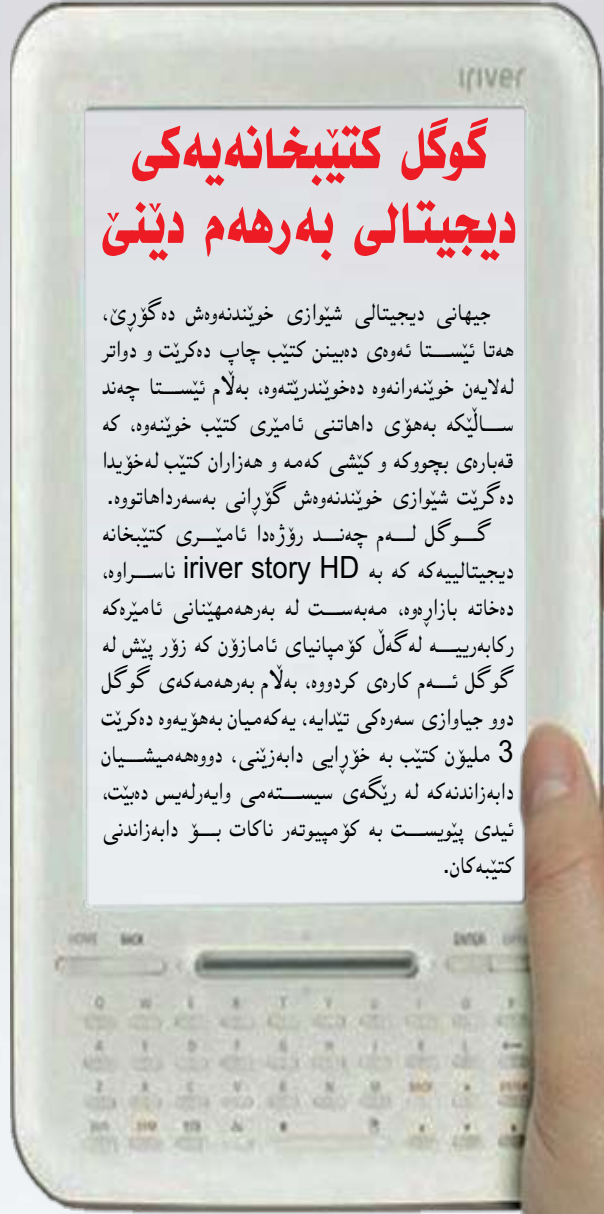 iriver
گوگل کتێبخانەیەکی
دیجیتالی بەرهەم دێنێ
جیهانی دیجیتالی شێوازی خوێندنەوەش دەگۆڕێ،
هەتا ئێستا ئەوەی دەیبینن کتێب چاپ دەکرێت و دواتر
لەلایەن خوێنەرانەوە دەخوێندرێتەوە، بەڵام ئێستا چەند
ساڵێکە بەهۆی داهاتنی ئامێری کتێب خوێنەوە، کە
قەبارەی بچووکە و کێشی کەمە و هەزاران کتێب لەخۆیدا
دەگرێت شێوازی خوێندنەوەش گۆڕانی بەسەرداهاتووە.
گوگل لەم چەند رۆژەدا ئامێری کتێبخانە
دیجیتالییەکە کە بە iriver story HD ناسراوە،
دەخاتە بازاڕەوە، مەبەست لە بەرهەمهێنانی ئامێرەکە
رکابەرییە لەگەڵ کۆمپانیای ئامازۆن کە زۆر پێش لە
گوگل ئەم کارەی کردووە، بەڵام بەرهەمەکەی گوگل
دوو جیاوازی سەرەکی تێدایە، یەکەمیان بەهۆیەوە دەکرێت
3 ملیۆن کتێب بە خۆڕایی دابەزێنی، دووهەمیشیان
دابەزاندنەکە لە رێگەی سیستەمی وایەرلەیس دەبێت،
ئیدی پێویست بە کۆمپیوتەر ناکات بۆ دابەزاندنی
کتێبەکان.
HOME BACK ENTER